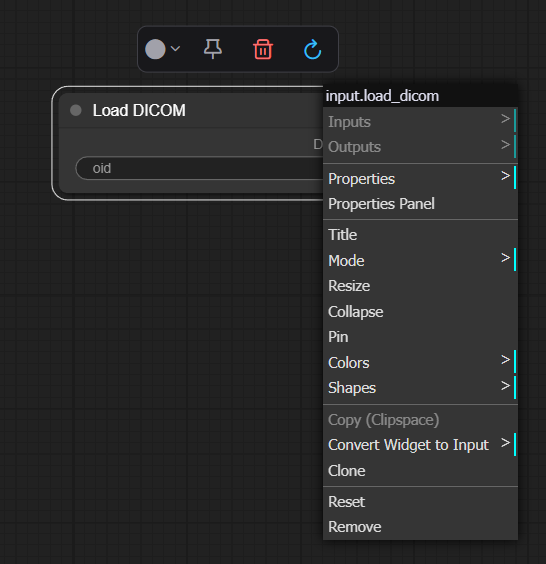 Load DICOM
D
oid
input.load_dicom
Inputs >
Outputs >
Properties >
Properties Panel
Title
Mode >
Resize
Collapse
Pin
Colors >
Shapes >
Copy (Clipspace)
Convert Widget to Input >
Clone
Reset
Remove